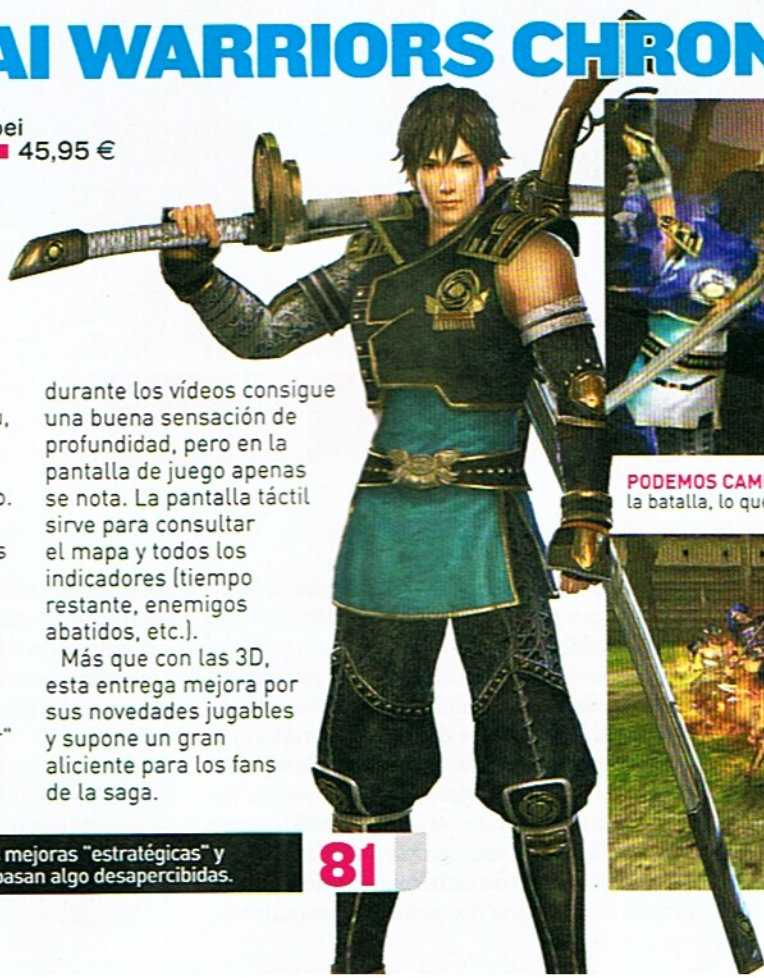 AI WARRIORS CHRON
bei
45,95 €
u,
o.
s
"
durante los vídeos consigue
una buena sensación de
profundidad, pero en la
pantalla de juego apenas
se nota. La pantalla táctil
sirve para consultar
el mapa y todos los
indicadores (tiempo
restante, enemigos
abatidos, etc.).
Más que con las 3D,
esta entrega mejora por
sus novedades jugables
y supone un gran
aliciente para los fans
de la saga.
PODEMOS CAM
la batalla, lo que
mejoras "estratégicas" y
pasan algo desapercibidas.
81